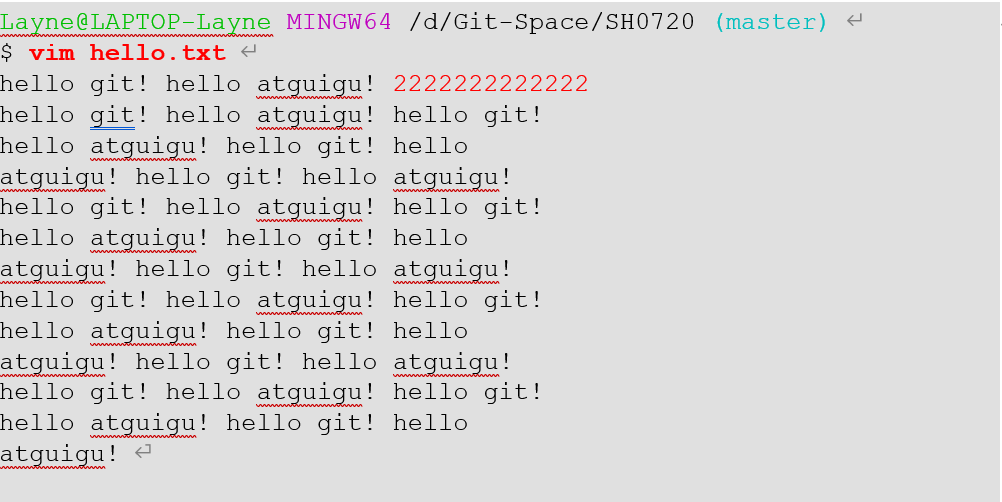 Layne@LAPTOP-Layne MINGW64 /d/Git-Space/SH0720 (master)
$ vim hello.txt
hello git! hello atguigu! 2222222222222
hello git! hello atguigu! hello git!
hello atguigu! hello git! hello
atguigu! hello git! hello atguigu!
hello git! hello atguigu! hello git!
hello atguigu! hello git! hello
atguigu! hello git! hello atguigu!
hello git! hello atguigu! hello git!
hello atguigu! hello git! hello
atguigu! hello git! hello atguigu!
hello git! hello atguigu! hello git!
hello atguigu! hello git! hello
atguigu!